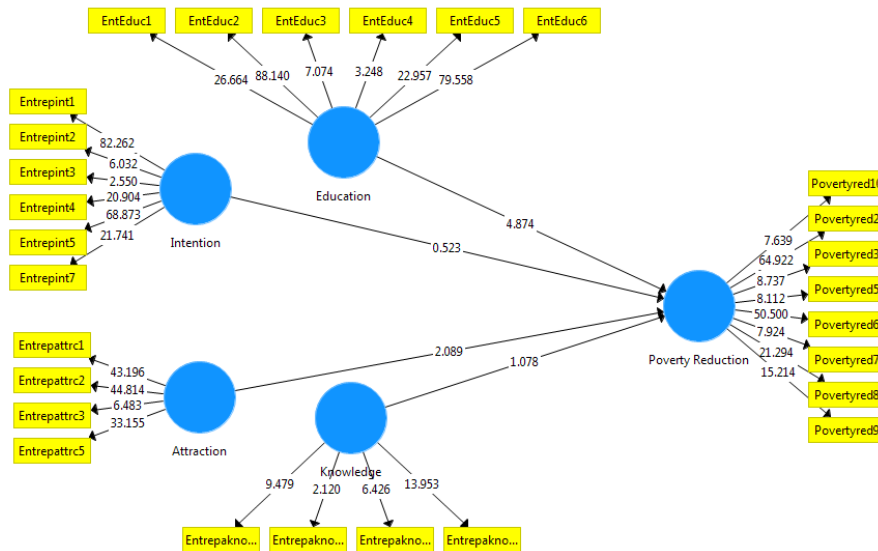 EntEduc1
EntEduc2
EntEduc3
EntEduc4
EntEduc5
EntEduc6
26.664
88.140
7.074
3.248
22.957
79.558
Education
Entrepint1
Entrepint2
Entrepint3
Entrepint4
Entrepint5
Entrepint7
82.262
6.032
2.550
20.904
68.873
21.741
Intention
4.874
0.523
2.089
1.078
Entrepattrc1
Entrepattrc2
Entrepattrc3
Entrepattrc5
43.196
44.814
6.483
33.155
Attraction
Knowledge
9.479
2.120
6.426
13.953
Entrepakno...
Entrepakno...
Entrepakno...
Entrepakno...
Poverty Reduction
7.639
64.922
8.737
8.112
50.500
7.924
21.294
15.214
Povertyred10
Povertyred2
Povertyred3
Povertyred5
Povertyred6
Povertyred7
Povertyred8
Povertyred9